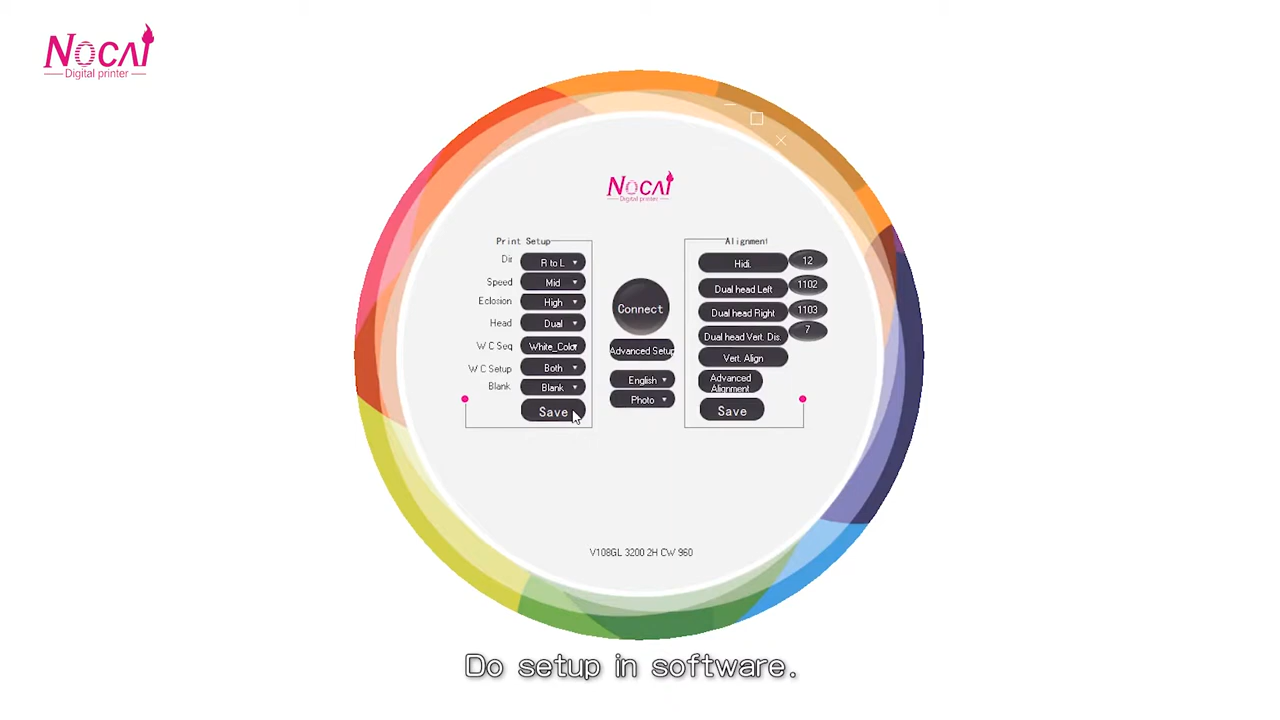 NOCAI
Digital printer
NOCAI
Digital printer
Print Setup
Dir R to L
Speed Mid
Eclosion High
Head Dual
W C Seq White_Color
W C Setup Both
Blank Blank
Save
Connect
Advanced Setup
English
Photo
Alignment
Hidi. 12
Dual head Left 1102
Dual head Right 1103
Dual head Vert. Dis. 7
Vert. Align
Advanced
Alignment
Save
V108GL 3200 2H CW 960
Do setup in software.